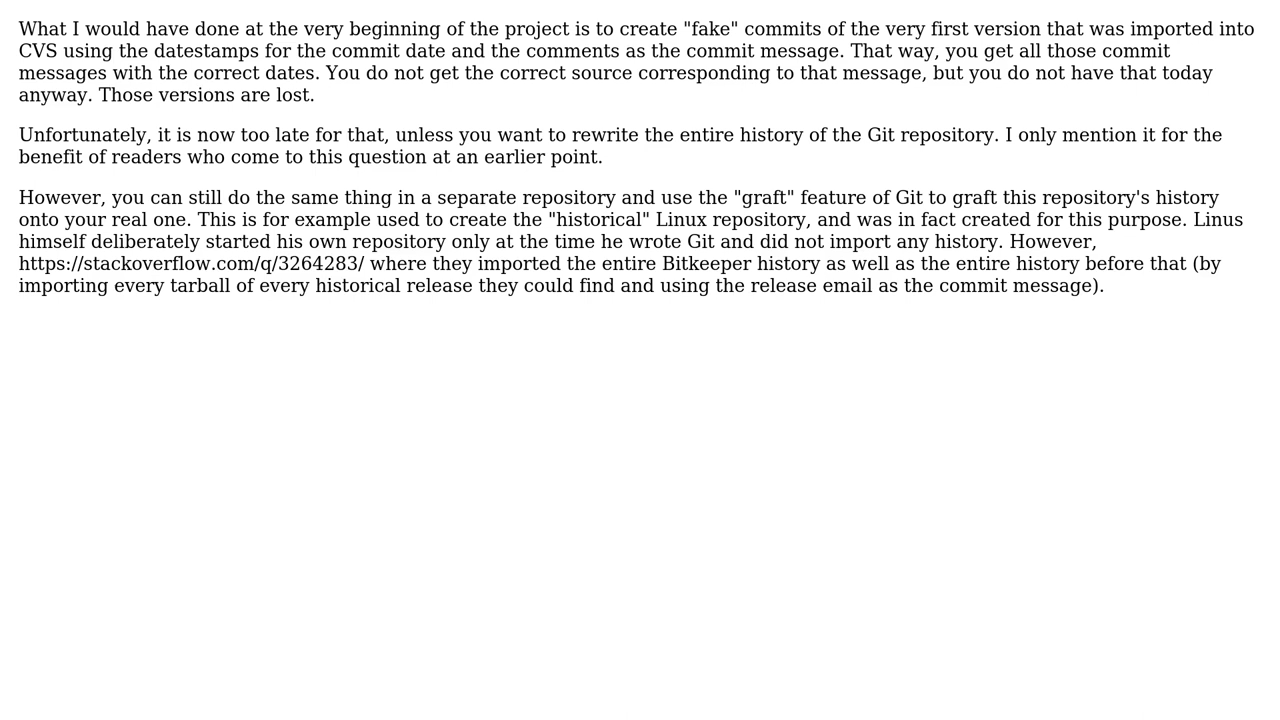 What I would have done at the very beginning of the project is to create "fake" commits of the very first version that was imported into
CVS using the datestamps for the commit date and the comments as the commit message. That way, you get all those commit
messages with the correct dates. You do not get the correct source corresponding to that message, but you do not have that today
anyway. Those versions are lost.
Unfortunately, it is now too late for that, unless you want to rewrite the entire history of the Git repository. I only mention it for the
benefit of readers who come to this question at an earlier point.
However, you can still do the same thing in a separate repository and use the "graft" feature of Git to graft this repository's history
onto your real one. This is for example used to create the "historical" Linux repository, and was in fact created for this purpose. Linus
himself deliberately started his own repository only at the time he wrote Git and did not import any history. However,
https://stackoverflow.com/q/3264283/ where they imported the entire Bitkeeper history as well as the entire history before that (by
importing every tarball of every historical release they could find and using the release email as the commit message).